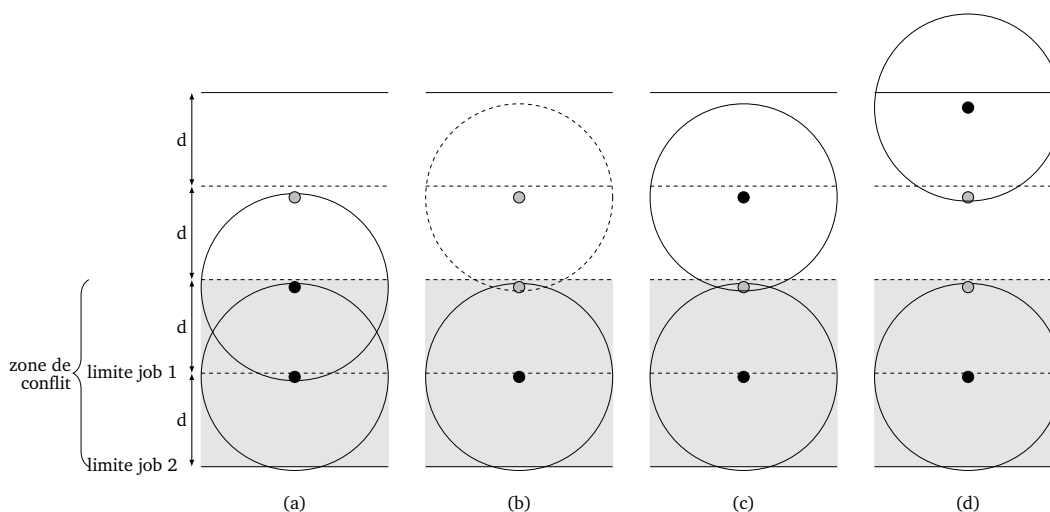 d
d
d
d
zone de
conflit
limite job 1
limite job 2
(a)
(b)
(c)
(d)